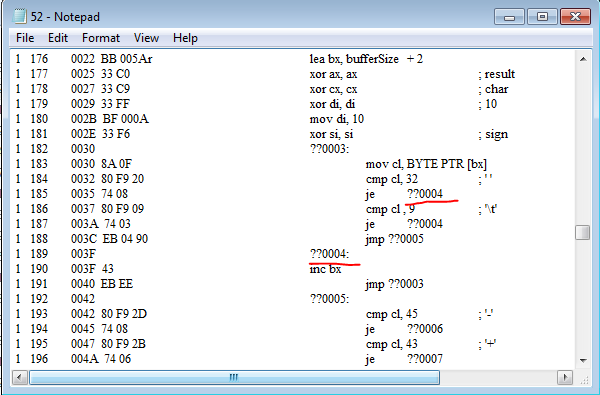 52 - Notepad
File Edit Format View Help
1 176 0022 BB 005Ar lea bx, bufferSize + 2
1 177 0025 33 C0 xor ax, ax ; result
1 178 0027 33 C9 xor cx, cx ; char
1 179 0029 33 FF xor di, di ; 10
1 180 002B BF 000A mov di, 10
1 181 002E 33 F6 xor si, si ; sign
1 182 0030 ??0003:
1 183 0030 8A 0F mov cl, BYTE PTR [bx]
1 184 0032 80 F9 20 cmp cl, 32 ; ' '
1 185 0035 74 08 je ??0004
1 186 0037 80 F9 09 cmp cl , 9 ; '\t'
1 187 003A 74 03 je ??0004
1 188 003C EB 04 90 jmp ??0005
1 189 003F ??0004:
1 190 003F 43 inc bx
1 191 0040 EB EE jmp ??0003
1 192 0042 ??0005:
1 193 0042 80 F9 2D cmp cl, 45 ; '-'
1 194 0045 74 08 je ??0006
1 195 0047 80 F9 2B cmp cl, 43 ; '+'
1 196 004A 74 06 je ??0007